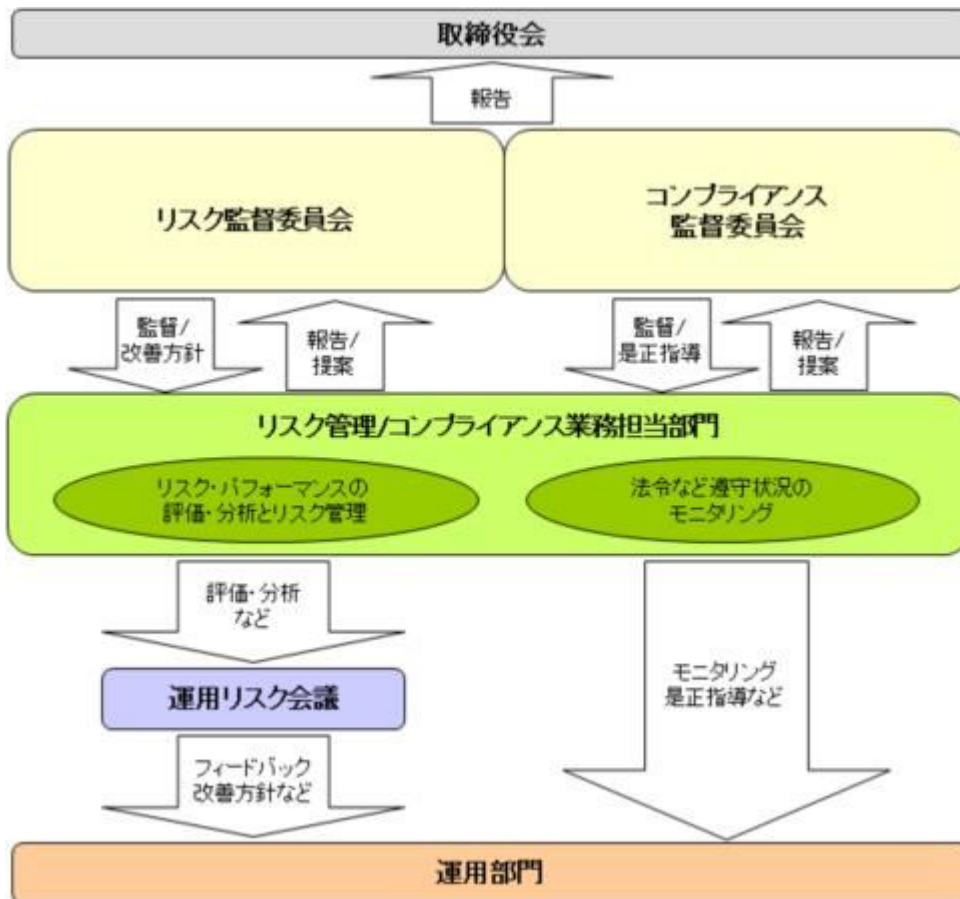 取締役会
報告
リスク監督委員会
コンプライアンス
監督委員会
監督/
改善方針
報告/
提案
監督/
是正指導
報告/
提案
リスク管理/コンプライアンス業務担当部門
リスク・パフォーマンスの
評価・分析とリスク管理
法令など遵守状況の
モニタリング
評価・分析
など
運用リスク会議
モニタリング
是正指導など
フィードバック
改善方針など
運用部門